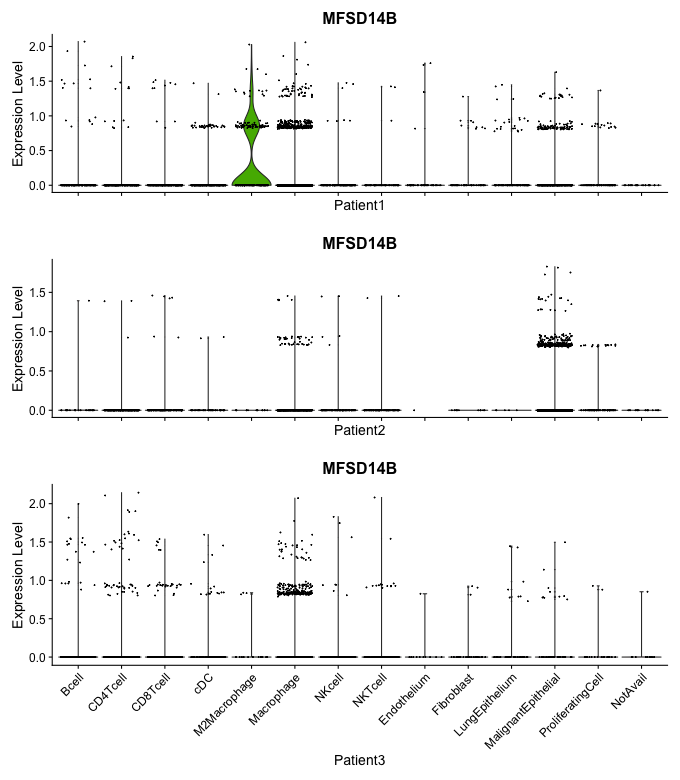 MFSD14B
Expression Level
2.0
1.5
1.0
0.5
0.0
Patient1
MFSD14B
Expression Level
1.5
1.0
0.5
0.0
Patient2
MFSD14B
Expression Level
2.0
1.5
1.0
0.5
0.0
Bcell
CD4Tcell
CD8Tcell
cDC
M2Macrophage
Macrophage
NKcell
NKTcell
Endothelium
Fibroblast
LungEpithelium
MalignantEpithelial
ProliferatingCell
NotAvail
Patient3